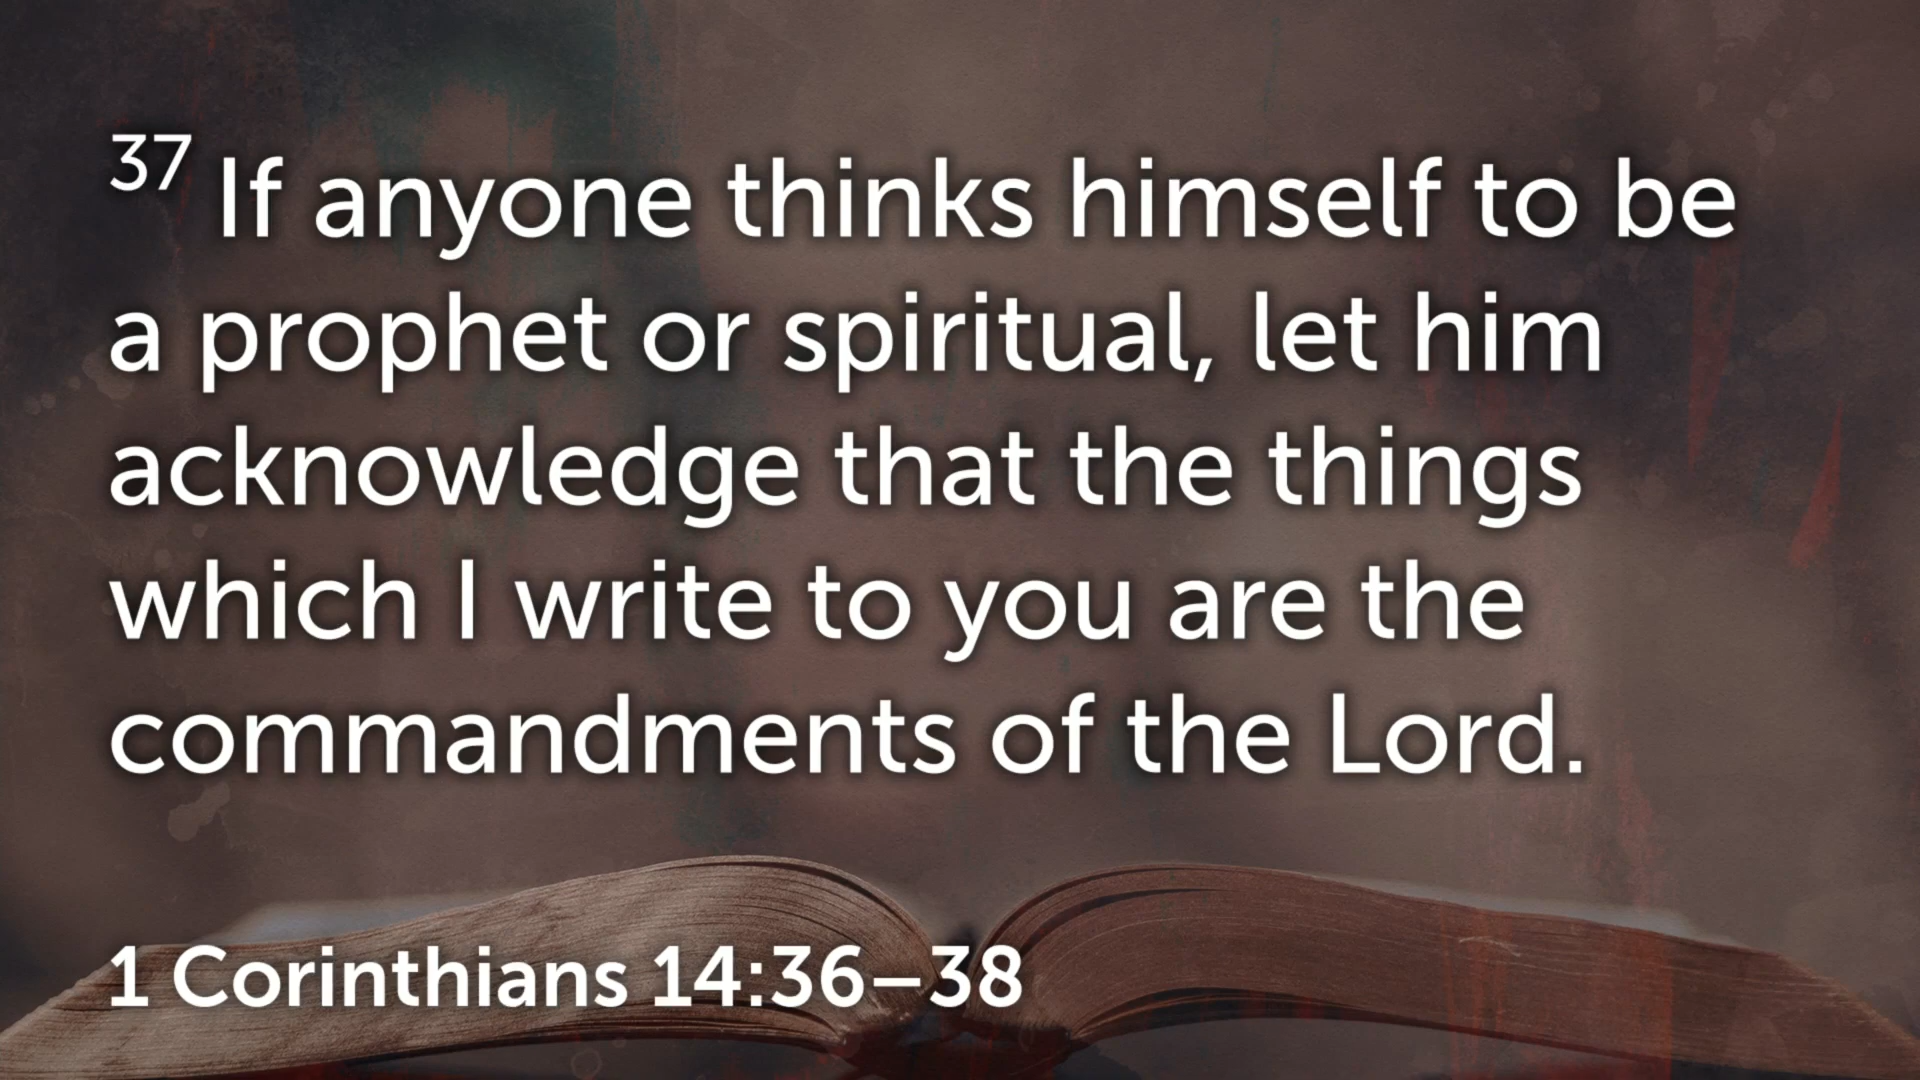 37 If anyone thinks himself to be
a prophet or spiritual, let him
acknowledge that the things
which I write to you are the
commandments of the Lord.
1 Corinthians 14:36–38